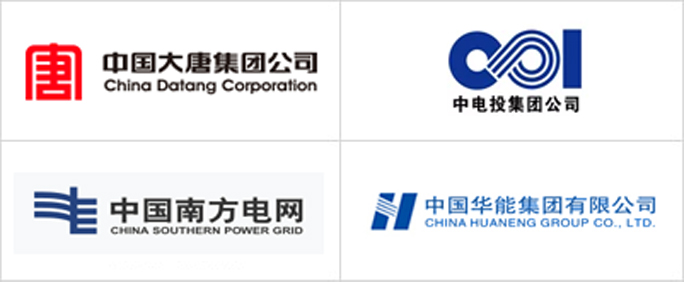 唐
中国大唐集团公司
China Datang Corporation
中电投集团公司
中国南方电网
CHINA SOUTHERN POWER GRID
中国华能集团有限公司
CHINA HUANENG GROUP CO., LTD.